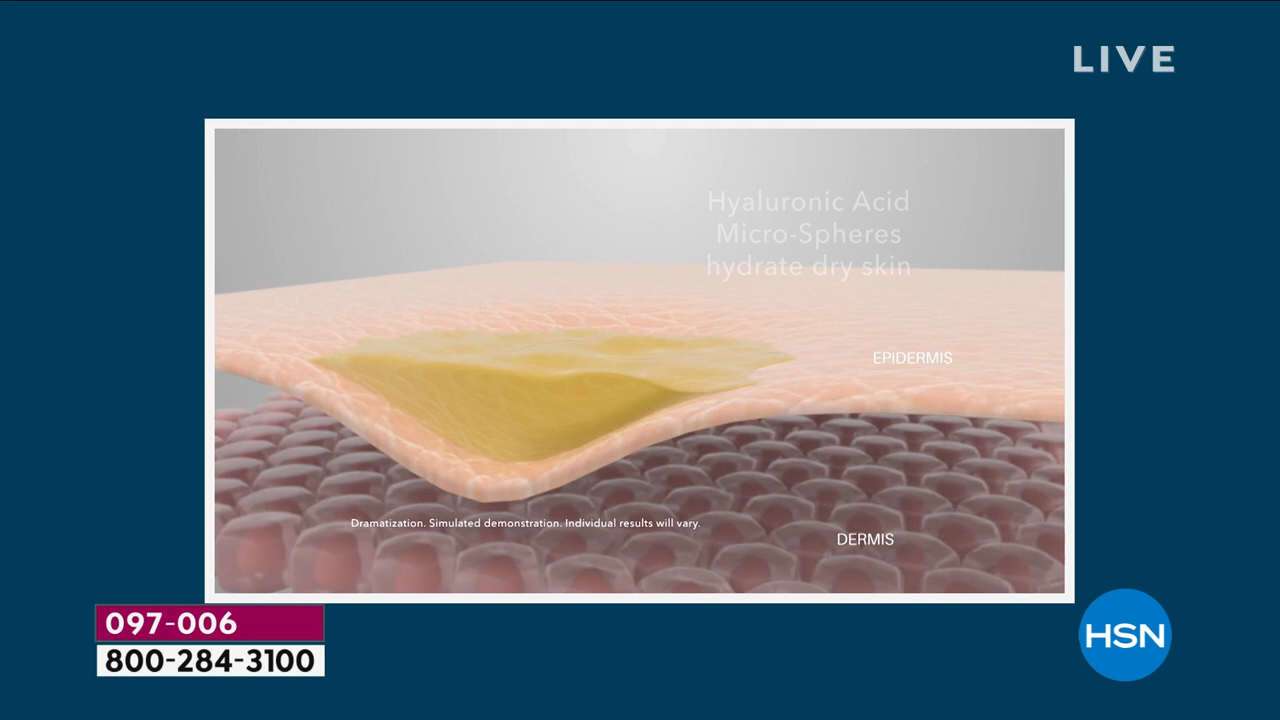 LIVE
Hyaluronic Acid
Micro-Spheres
hydrate dry skin
EPIDERMIS
Dramatization. Simulated demonstration. Individual results will vary.
DERMIS
097-006
800-284-3100
HSN